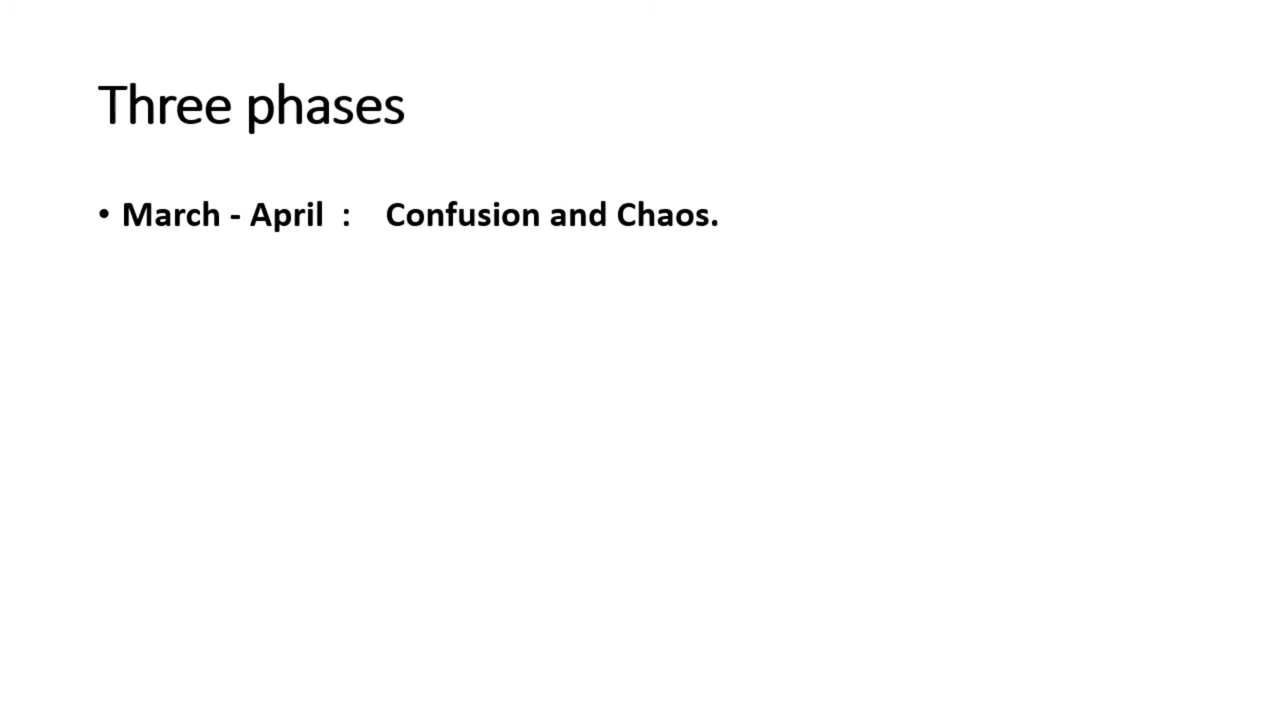 Three phases
• March - April : Confusion and Chaos.